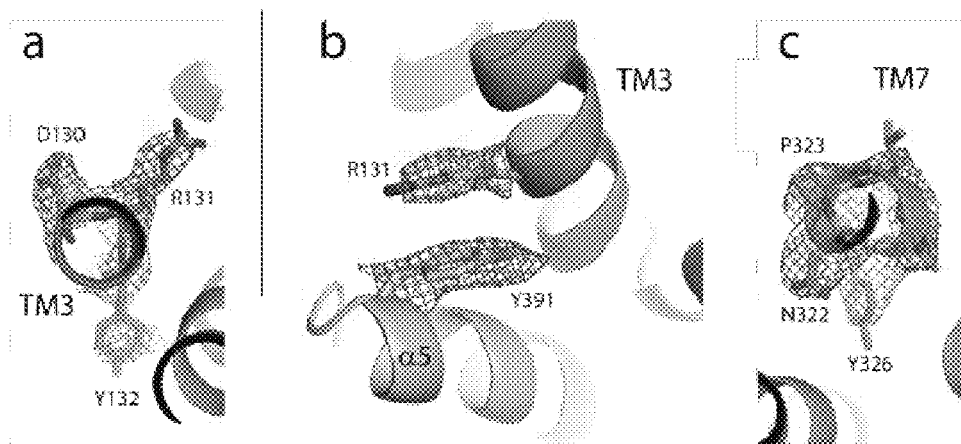 a
D130
R131
TM3
Y132
b
TM3
R131
Y391
α5
c
TM7
P323
N322
Y326